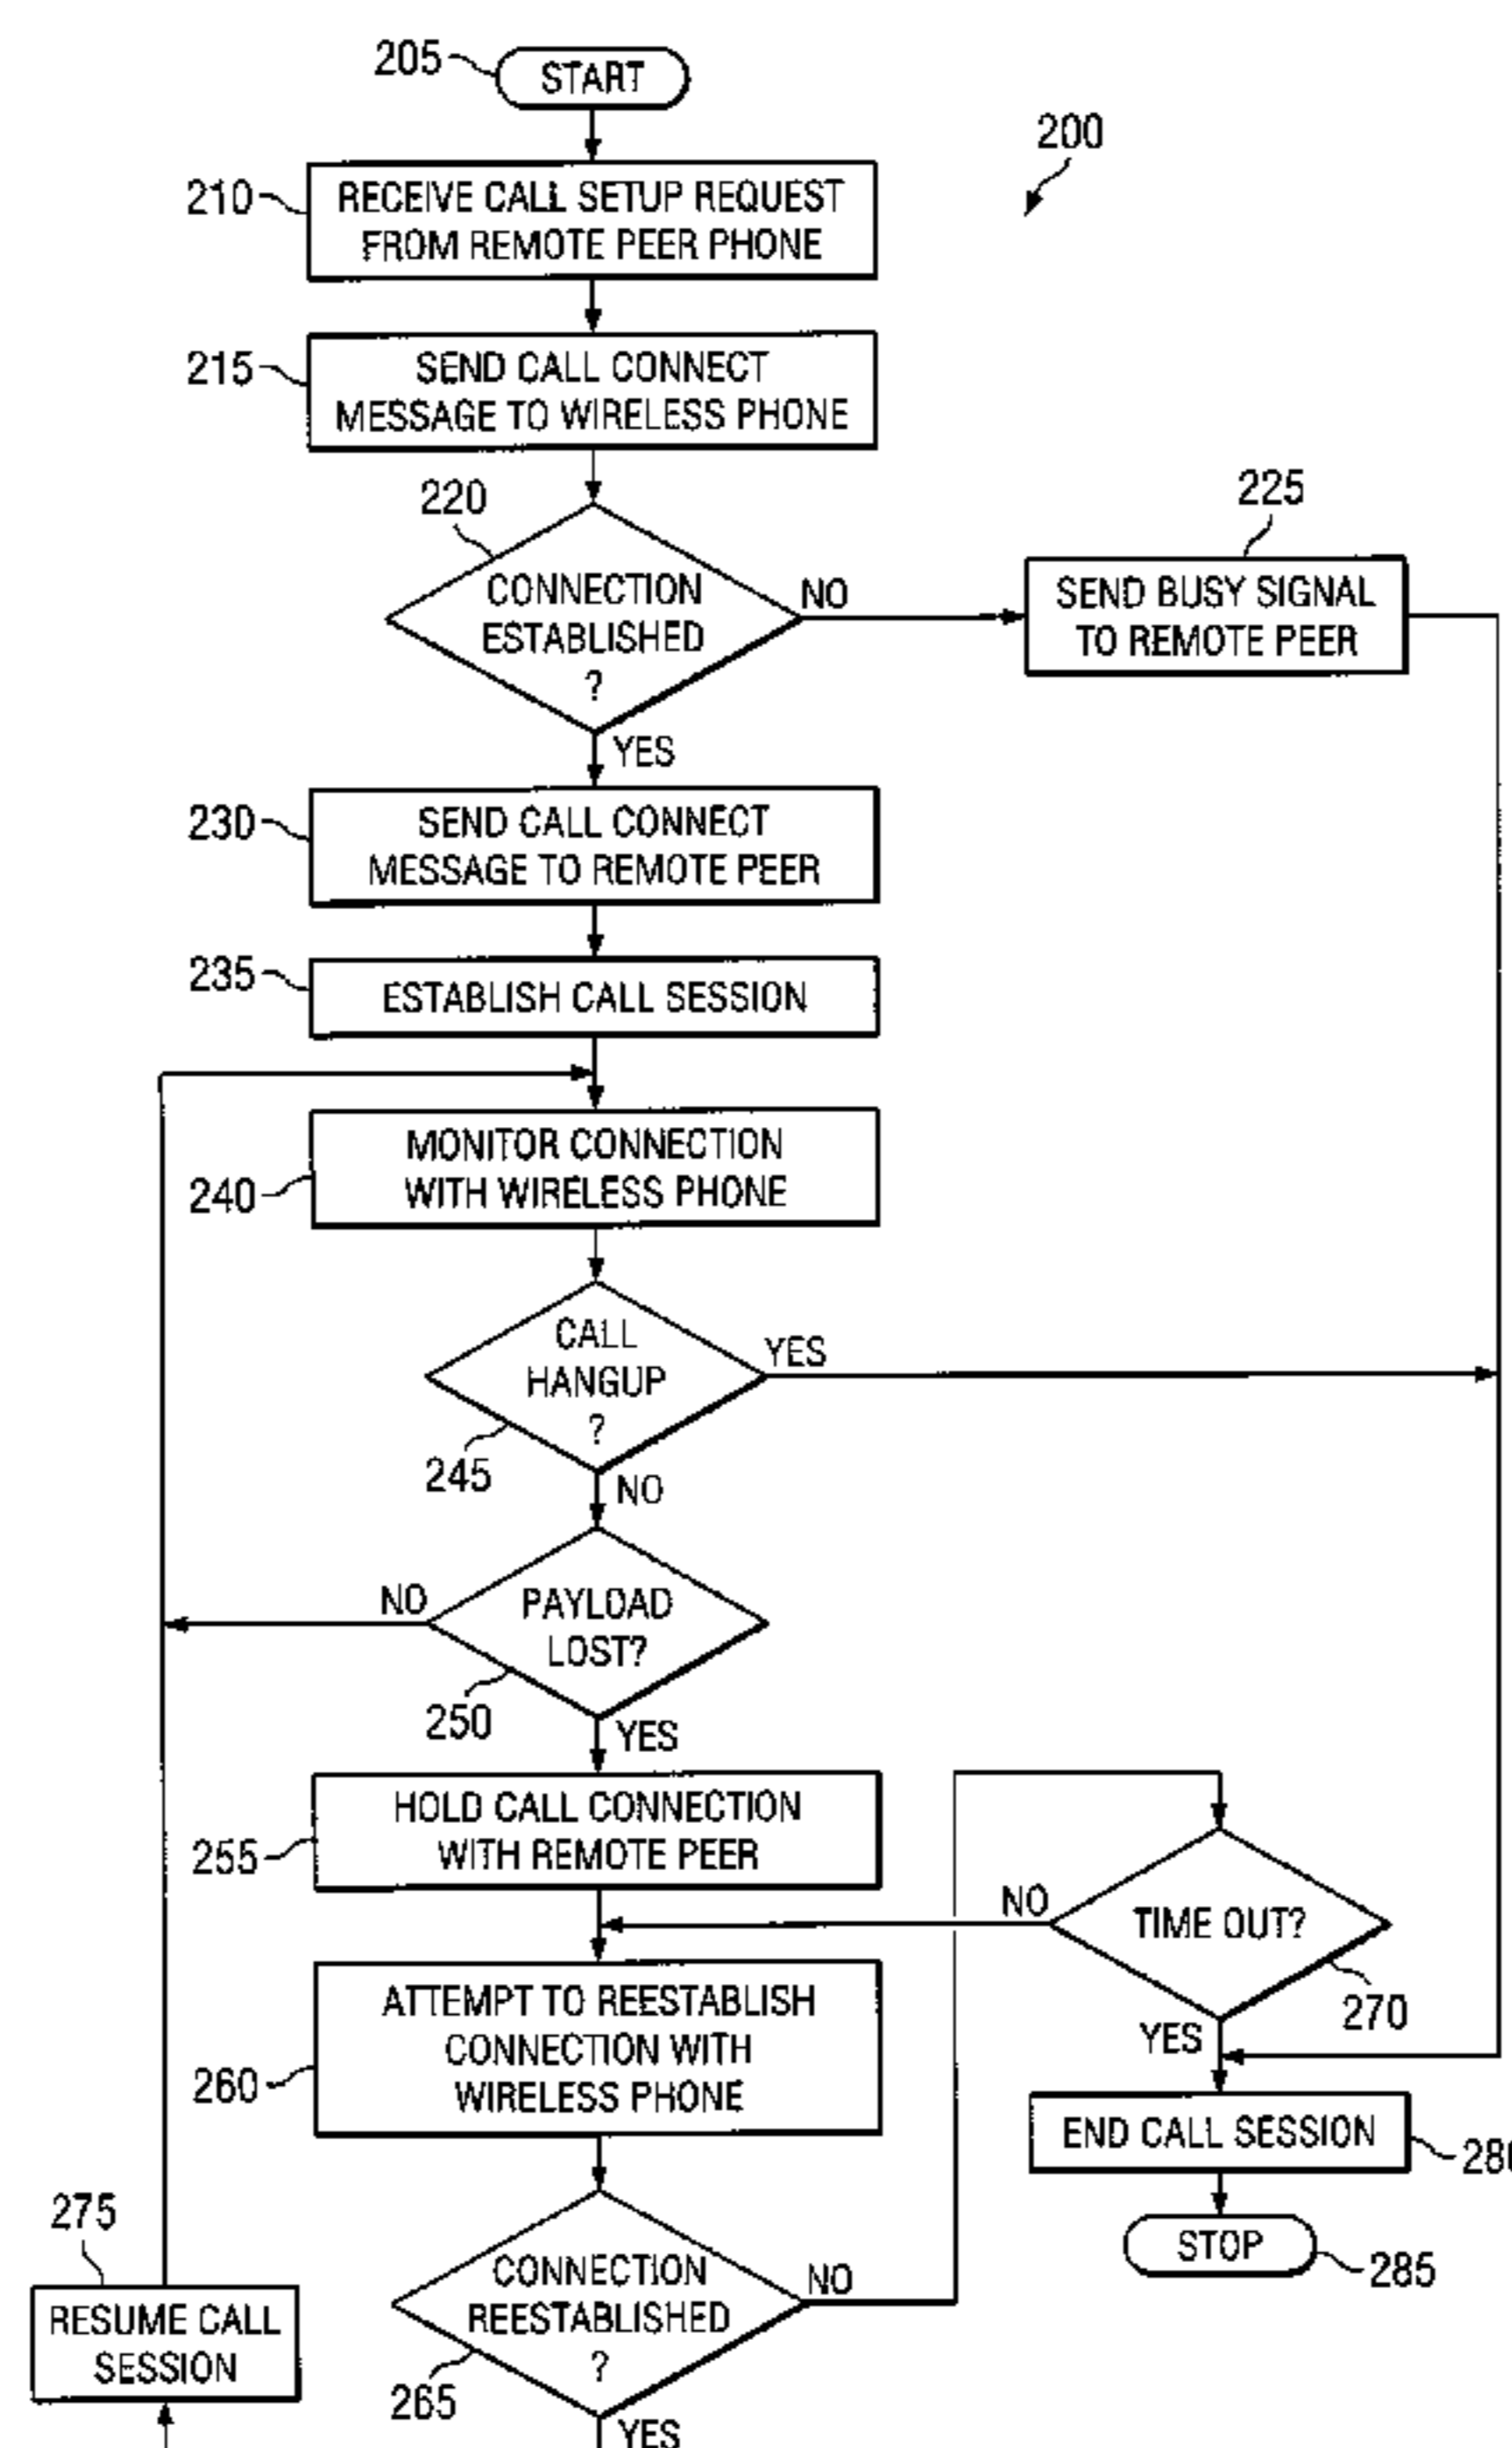 205
START
200
210
RECEIVE CALL SETUP REQUEST
FROM REMOTE PEER PHONE
215
SEND CALL CONNECT
MESSAGE TO WIRELESS PHONE
220
CONNECTION
ESTABLISHED
?
NO
YES
225
SEND BUSY SIGNAL
TO REMOTE PEER
230
SEND CALL CONNECT
MESSAGE TO REMOTE PEER
235
ESTABLISH CALL SESSION
240
MONITOR CONNECTION
WITH WIRELESS PHONE
CALL
HANGUP
?
YES
245
NO
NO
PAYLOAD
LOST?
250
YES
255
HOLD CALL CONNECTION
WITH REMOTE PEER
NO
TIME OUT?
270
YES
260
ATTEMPT TO REESTABLISH
CONNECTION WITH
WIRELESS PHONE
END CALL SESSION
STOP
285
275
RESUME CALL
SESSION
CONNECTION
REESTABLISHED
?
NO
265
YES